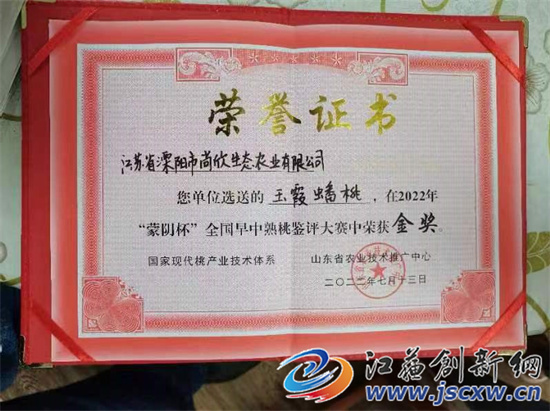 荣誉证书
江苏省溧阳市尚欣生态农业有限公司
您单位选送的 玉霞蟠桃 ，在2022年
“蒙阴杯”全国早中熟桃鉴评大赛中荣获 金奖 。
国家现代桃产业技术体系 山东省农业技术推广中心
二〇二二年七月十三日
江苏创新网
www.jscxw.cn